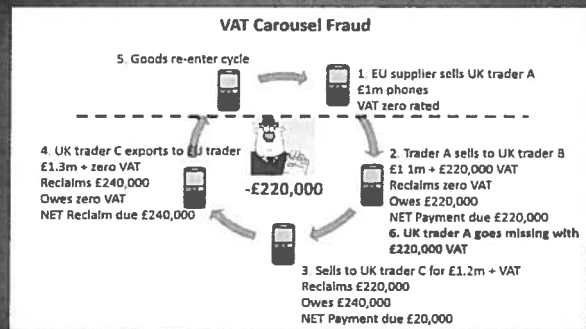 VAT Carousel Fraud
5. Goods re-enter cycle
1. EU supplier sells UK trader A
£1m phones
VAT zero rated
2. Trader A sells to UK trader B
£1 1m + £220,000 VAT
Reclaims zero VAT
Owes £220,000
NET Payment due £220,000
6. UK trader A goes missing with
£220,000 VAT
3 Sells to UK trader C for £1.2m + VAT
Reclaims £220,000
Owes £240,000
NET Payment due £20,000
4. UK trader C exports to EU trader
£1.3m + zero VAT
Reclaims £240,000
Owes zero VAT
NET Reclaim due £240,000
-£220,000